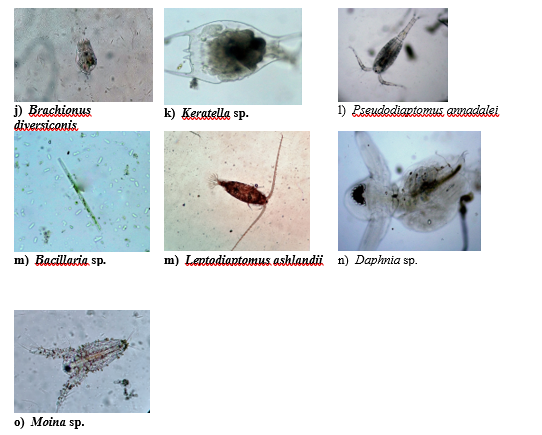 j) Brachionus
diversiconis
k) Keratella sp.
l) Pseudodiaptomus annadalei
m) Bacillaria sp.
m) Leptodiaptomus ashlandii
n) Daphnia sp.
o) Moina sp.